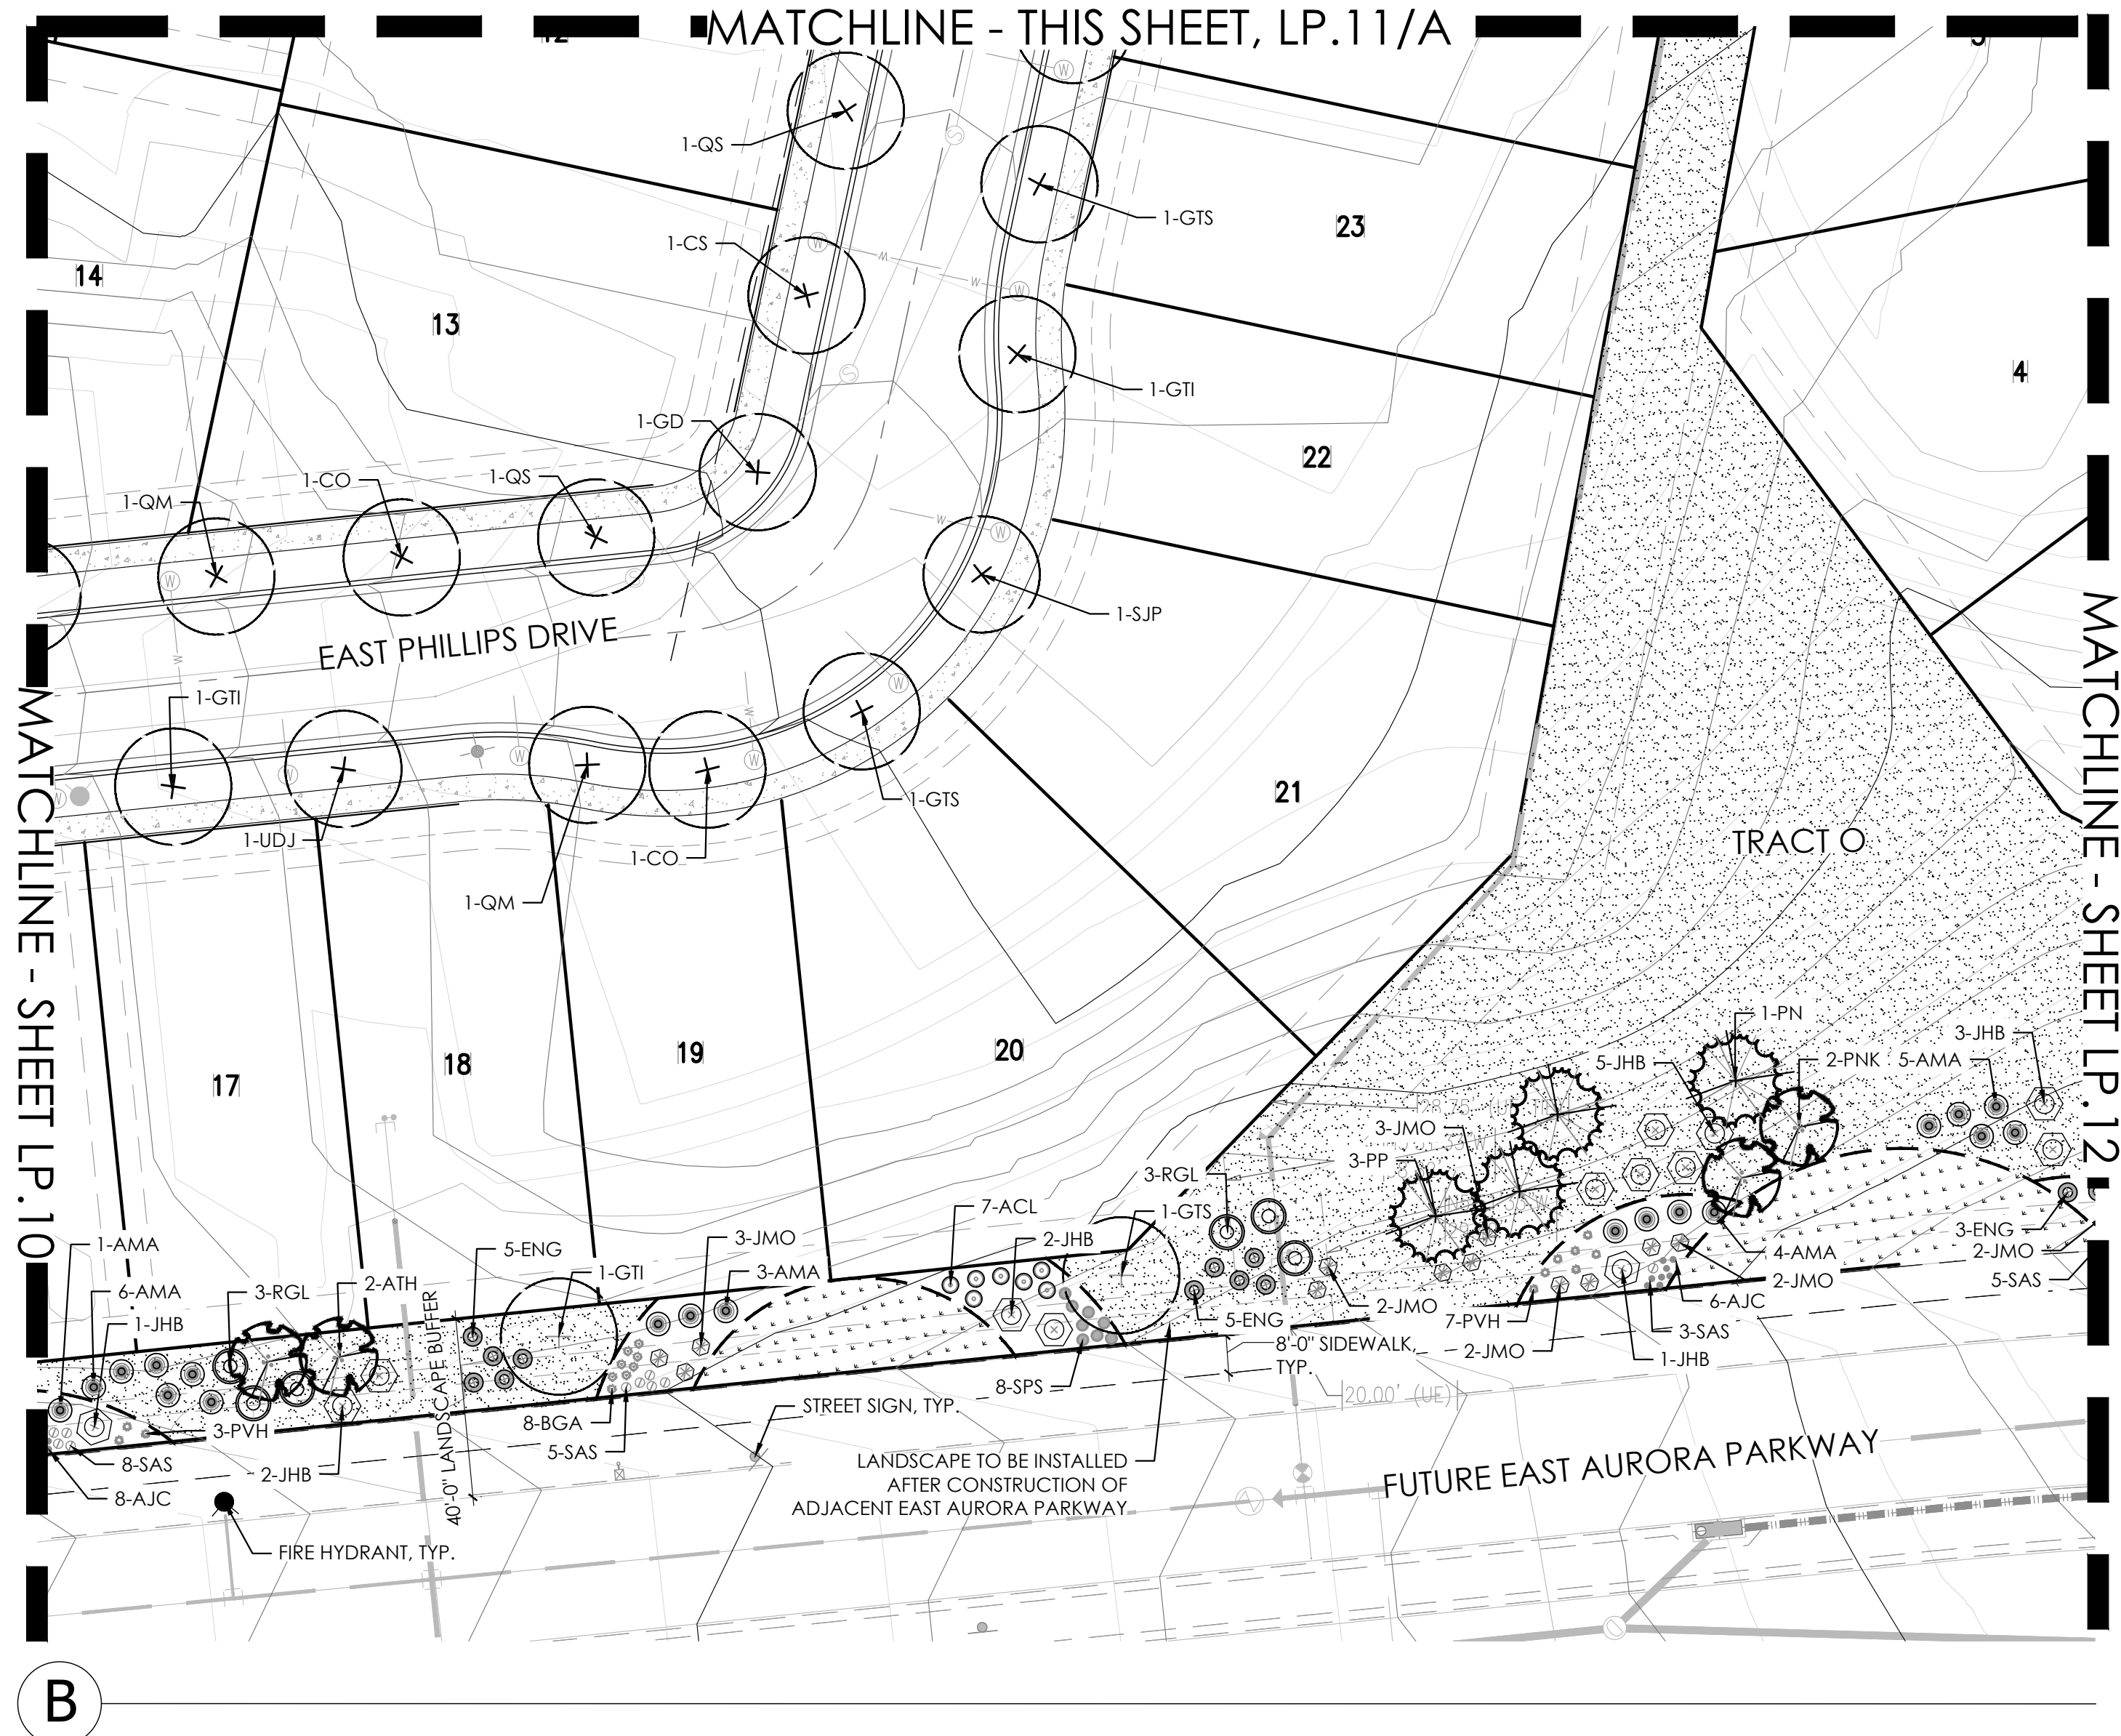 MATCHLINE - THIS SHEET, LP.11/A
12
1-QS
1-GTS
23
1-CS
14
13
1-GTI
4
1-GD
22
1-CO
1-QS
1-QM
1-SJP
EAST PHILLIPS DRIVE
MATCHLINE - SHEET LP.10
MATCHLINE - SHEET LP.12
1-GTI
1-UDJ
1-GTS
21
TRACT O
1-CO
1-QM
17
18
19
20
1-PN
3-JHB
5-JHB
2-PNK
5-AMA
3-JMO
3-PP
3-RGL
7-ACL
1-GTS
1-AMA
5-ENG
3-JMO
2-JHB
3-ENG
4-AMA
2-JMO
6-AMA
3-RGL
2-ATH
1-GTI
3-AMA
2-JMO
5-SAS
1-JHB
2-JMO
6-AJC
5-ENG
7-PVH
3-SAS
8'-0" SIDEWALK,
TYP.
2-JMO
1-JHB
40'-0" LANDSCAPE BUFFER
8-SPS
20.00' (UE)
STREET SIGN, TYP.
8-BGA
5-SAS
3-PVH
8-SAS
2-JHB
8-AJC
LANDSCAPE TO BE INSTALLED
AFTER CONSTRUCTION OF
ADJACENT EAST AURORA PARKWAY
FUTURE EAST AURORA PARKWAY
FIRE HYDRANT, TYP.
B